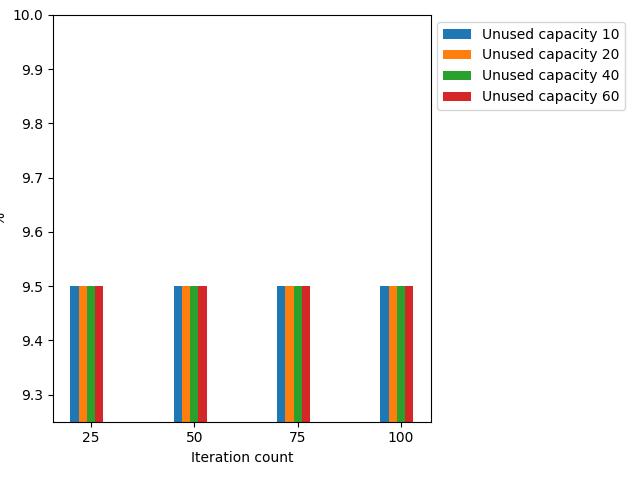 10.0
9.9
9.8
9.7
9.6
9.5
9.4
9.3
%
25 50 75 100
Iteration count
Unused capacity 10
Unused capacity 20
Unused capacity 40
Unused capacity 60